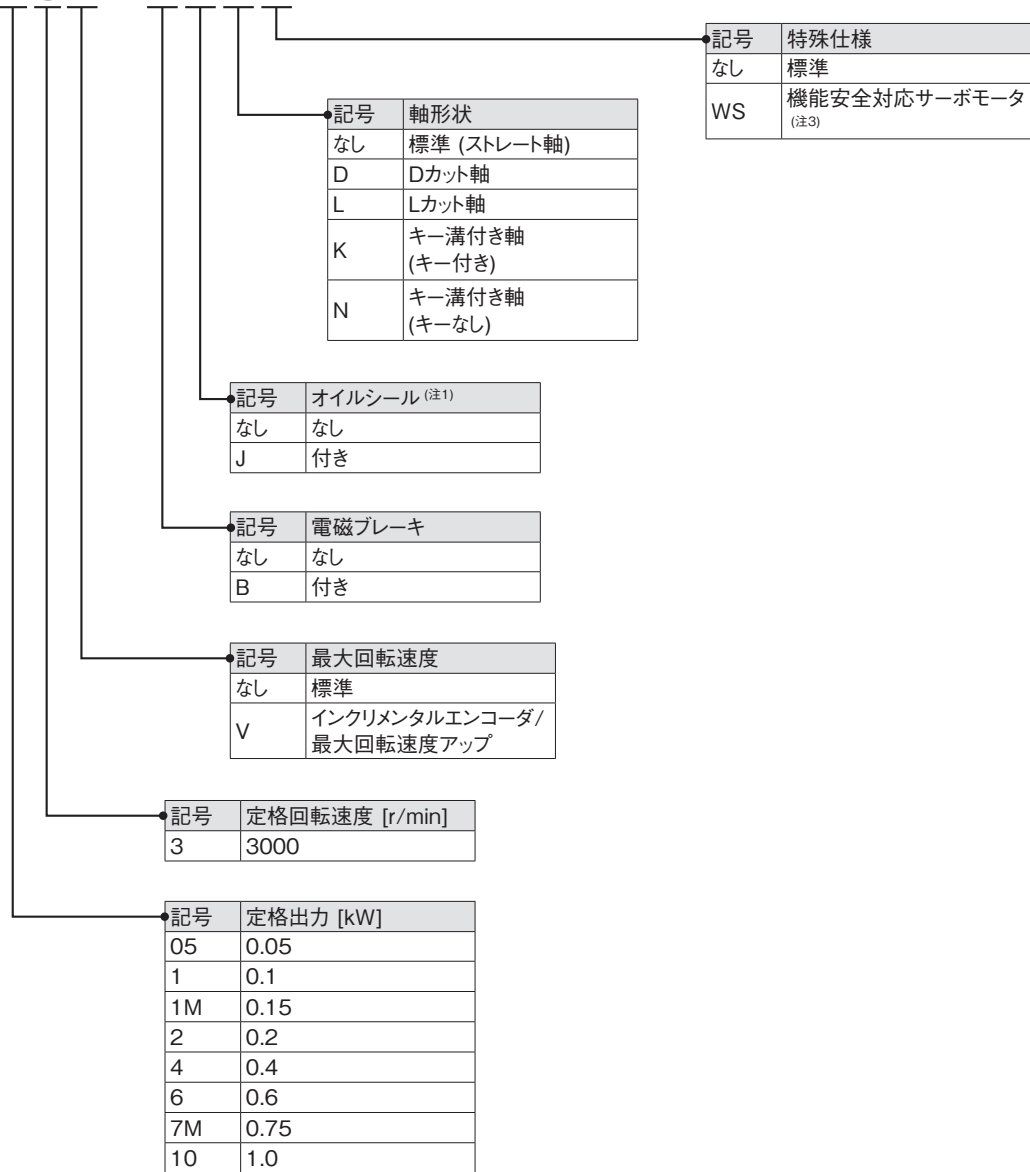 記号 特殊仕様
なし 標準
WS 機能安全対応サーボモータ
(注3)
記号 軸形状
なし 標準 (ストレート軸)
D Dカット軸
L Lカット軸
K キー溝付き軸
(キー付き)
N キー溝付き軸
(キーなし)
記号 オイルシール (注1)
なし なし
J 付き
記号 電磁ブレーキ
なし なし
B 付き
記号 最大回転速度
なし 標準
V インクリメンタルエンコーダ/
最大回転速度アップ
記号 定格回転速度 [r/min]
3 3000
記号 定格出力 [kW]
05 0.05
1 0.1
1M 0.15
2 0.2
4 0.4
6 0.6
7M 0.75
10 1.0